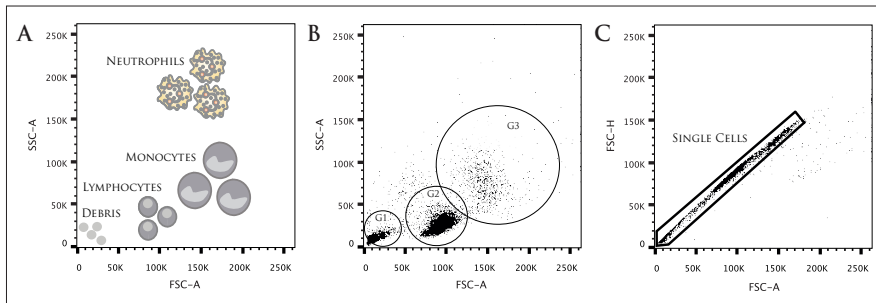 A
250K
200K
150K
100K
50K
0
SSC-A
NEUTROPHILS
MONOCYTES
LYMPHOCYTES
DEBRIS
0 50K 100K 150K 200K 250K
FSC-A
B
250K
200K
150K
100K
50K
0
SSC-A
G3
G2
G1
0 50K 100K 150K 200K 250K
FSC-A
C
250K
200K
150K
100K
50K
0
FSC-H
SINGLE CELLS
0 50K 100K 150K 200K 250K
FSC-A